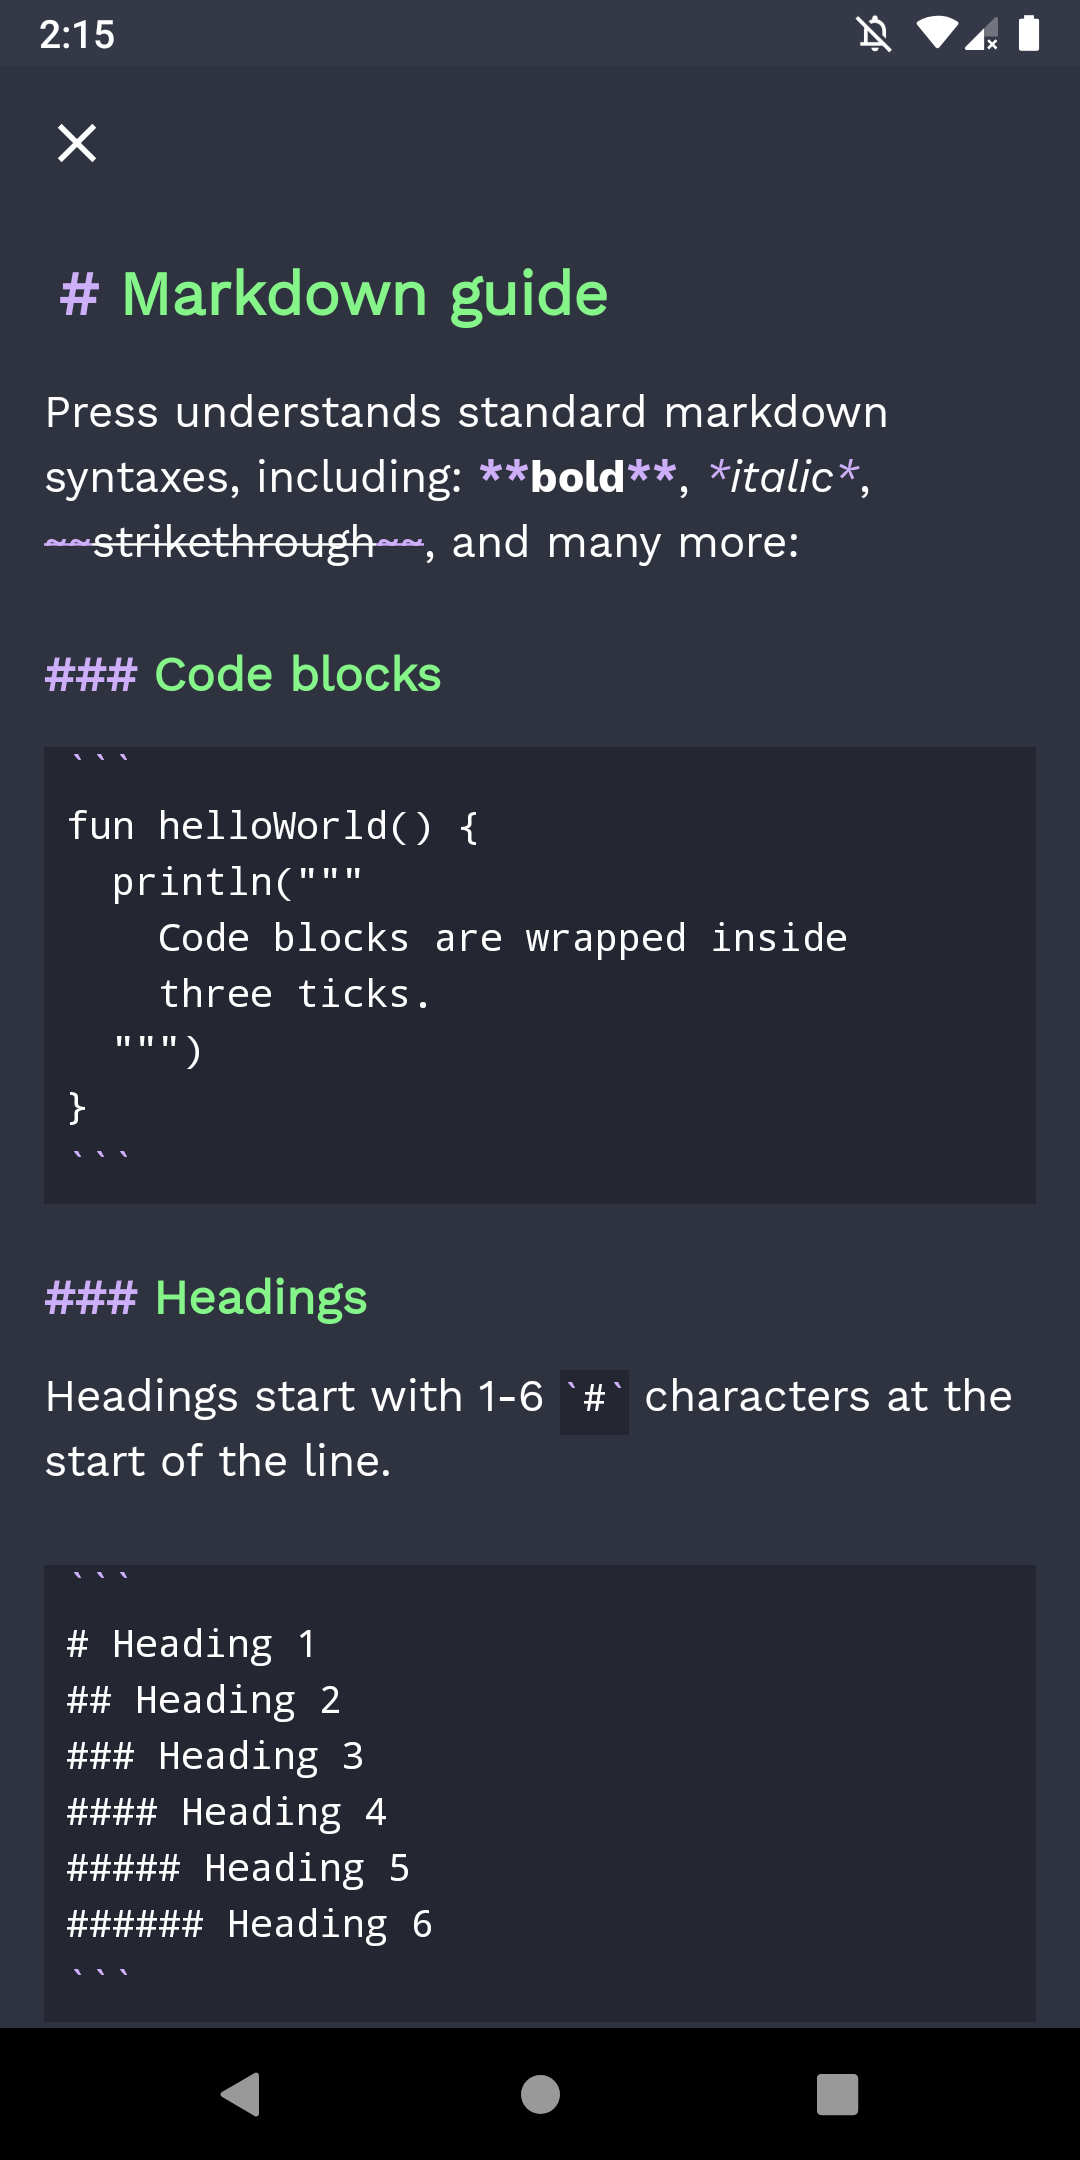 2:15
# Markdown guide
Press understands standard markdown
syntaxes, including: **bold**, *italic*,
~~strikethrough~~, and many more:
### Code blocks
```
fun helloWorld() {
  println("""
    Code blocks are wrapped inside
    three ticks.
  """)
}
```
### Headings
Headings start with 1-6 `#` characters at the
start of the line.
```
# Heading 1
## Heading 2
### Heading 3
#### Heading 4
##### Heading 5
###### Heading 6
```